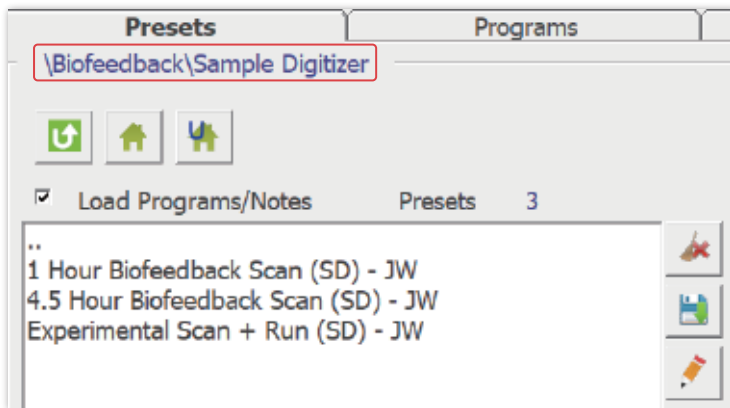 Presets Programs
\Biofeedback\Sample Digitizer
U
Load Programs/Notes Presets 3
..
1 Hour Biofeedback Scan (SD) - JW
4.5 Hour Biofeedback Scan (SD) - JW
Experimental Scan + Run (SD) - JW